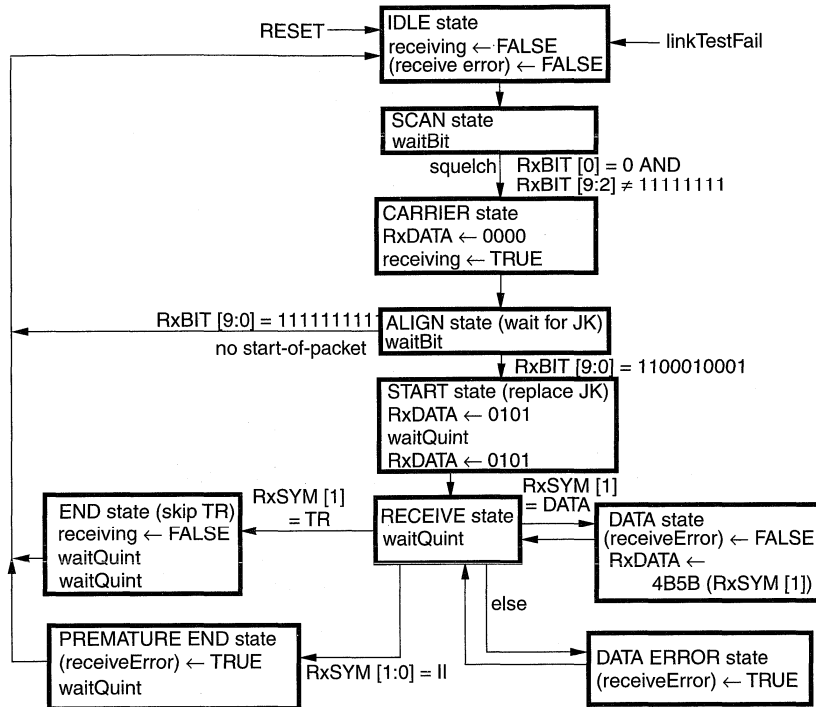 IDLE state
RESET
receiving ← FALSE
(receive error) ← FALSE
linkTestFail
SCAN state
waitBit
squelch
RxBIT [0] = 0 AND
RxBIT [9:2] ≠ 11111111
CARRIER state
RxDATA ← 0000
receiving ← TRUE
RxBIT [9:0] = 1111111111
no start-of-packet
ALIGN state (wait for JK)
waitBit
RxBIT [9:0] = 1100010001
START state (replace JK)
RxDATA ← 0101
waitQuint
RxDATA ← 0101
RxSYM [1]
= TR
RxSYM [1]
= DATA
END state (skip TR)
receiving ← FALSE
waitQuint
waitQuint
RECEIVE state
waitQuint
DATA state
(receiveError) ← FALSE
RxDATA ←
4B5B (RxSYM [1])
else
PREMATURE END state
(receiveError) ← TRUE
waitQuint
RxSYM [1:0] = II
DATA ERROR state
(receiveError) ← TRUE